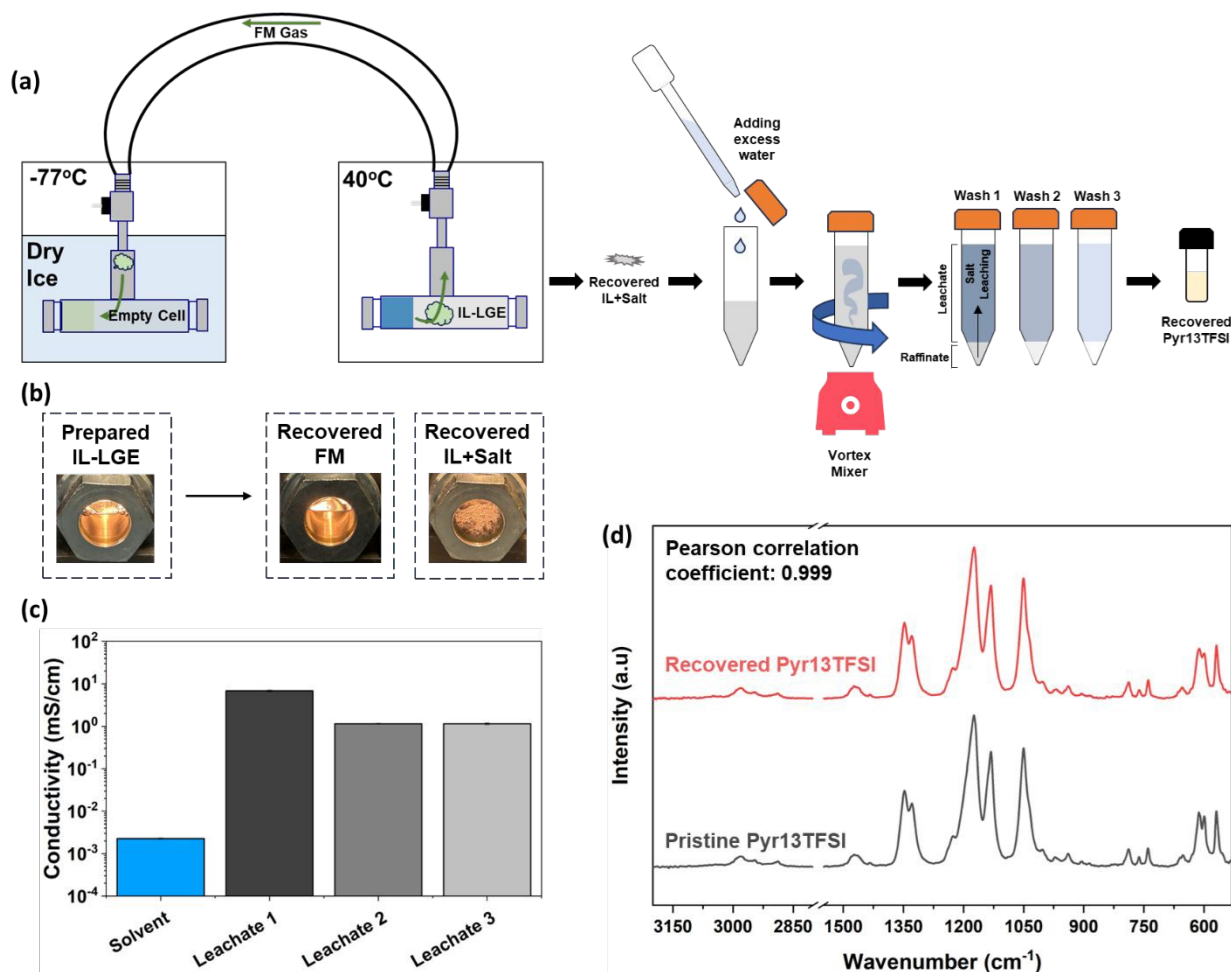 (a)
FM Gas
-77°C
Dry
Ice
Empty Cell
40°C
IL-LGE
Recovered
IL+Salt
Adding
excess
water
Vortex
Mixer
Wash 1
Wash 2
Wash 3
Leachate
Salt
Leaching
Raffinate
Recovered
Pyr13TFSI
(b)
Prepared
IL-LGE
Recovered
FM
Recovered
IL+Salt
(c)
Conductivity (mS/cm)
10²
10¹
10⁰
10⁻¹
10⁻²
10⁻³
10⁻⁴
Solvent
Leachate 1
Leachate 2
Leachate 3
(d)
Pearson correlation
coefficient: 0.999
Recovered Pyr13TFSI
Pristine Pyr13TFSI
Intensity (a.u)
3150 3000 2850 1500 1350 1200 1050 900 750 600
Wavenumber (cm⁻¹)